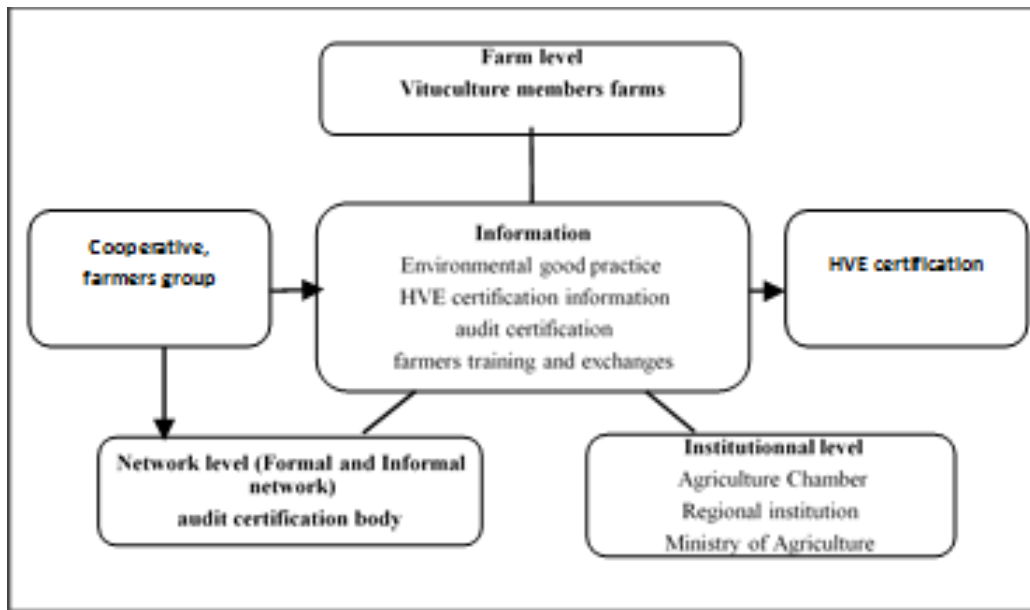 Farm level
Vituculture members farms
Cooperative,
farmers group
Information
Environmental good practice
HVE certification information
audit certification
farmers training and exchanges
HVE certification
Network level (Formal and Informal
network)
audit certification body
Institutionnal level
Agriculture Chamber
Regional institution
Ministry of Agriculture